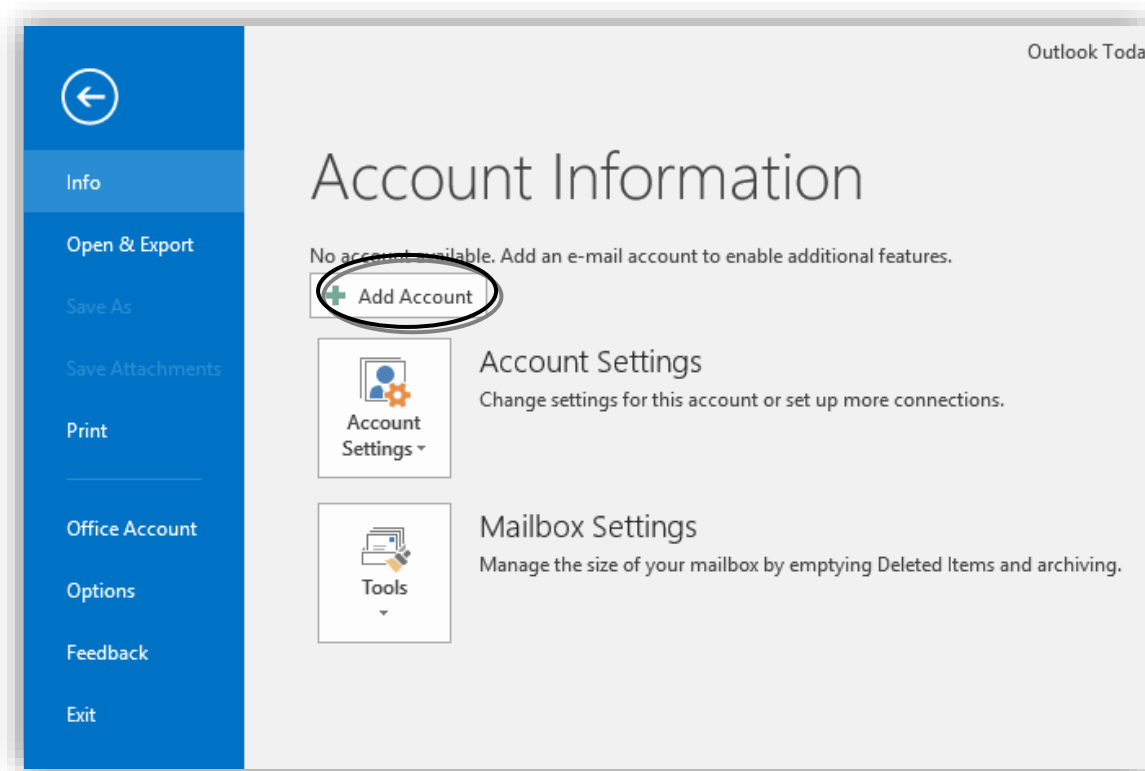 Outlook Toda
Info
Open & Export
Save As
Save Attachments
Print
Office Account
Options
Feedback
Exit
Account Information
No account available. Add an e-mail account to enable additional features.
Add Account
Account
Settings
Account Settings
Change settings for this account or set up more connections.
Tools
Mailbox Settings
Manage the size of your mailbox by emptying Deleted Items and archiving.